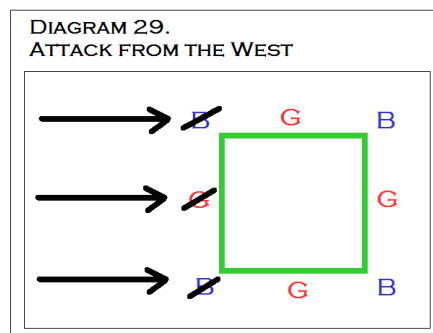 DIAGRAM 29.
ATTACK FROM THE WEST
B G B
G G
B G B